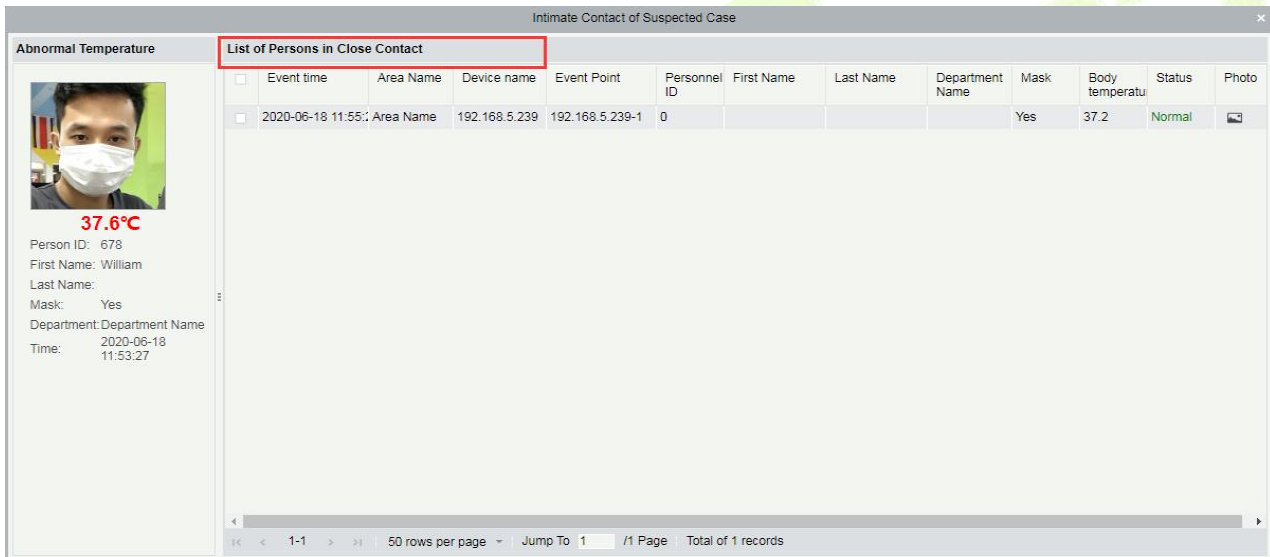 Intimate Contact of Suspected Case
Abnormal Temperature
37.6℃
Person ID: 678
First Name: William
Last Name:
Mask: Yes
Department: Department Name
Time: 2020-06-18
11:53:27
List of Persons in Close Contact
Event time Area Name Device name Event Point Personnel ID First Name Last Name Department Name Mask Body temperatu Status Photo
2020-06-18 11:55: Area Name 192.168.5.239 192.168.5.239-1 0 Yes 37.2 Normal
1-1 50 rows per page Jump To 1 /1 Page Total of 1 records